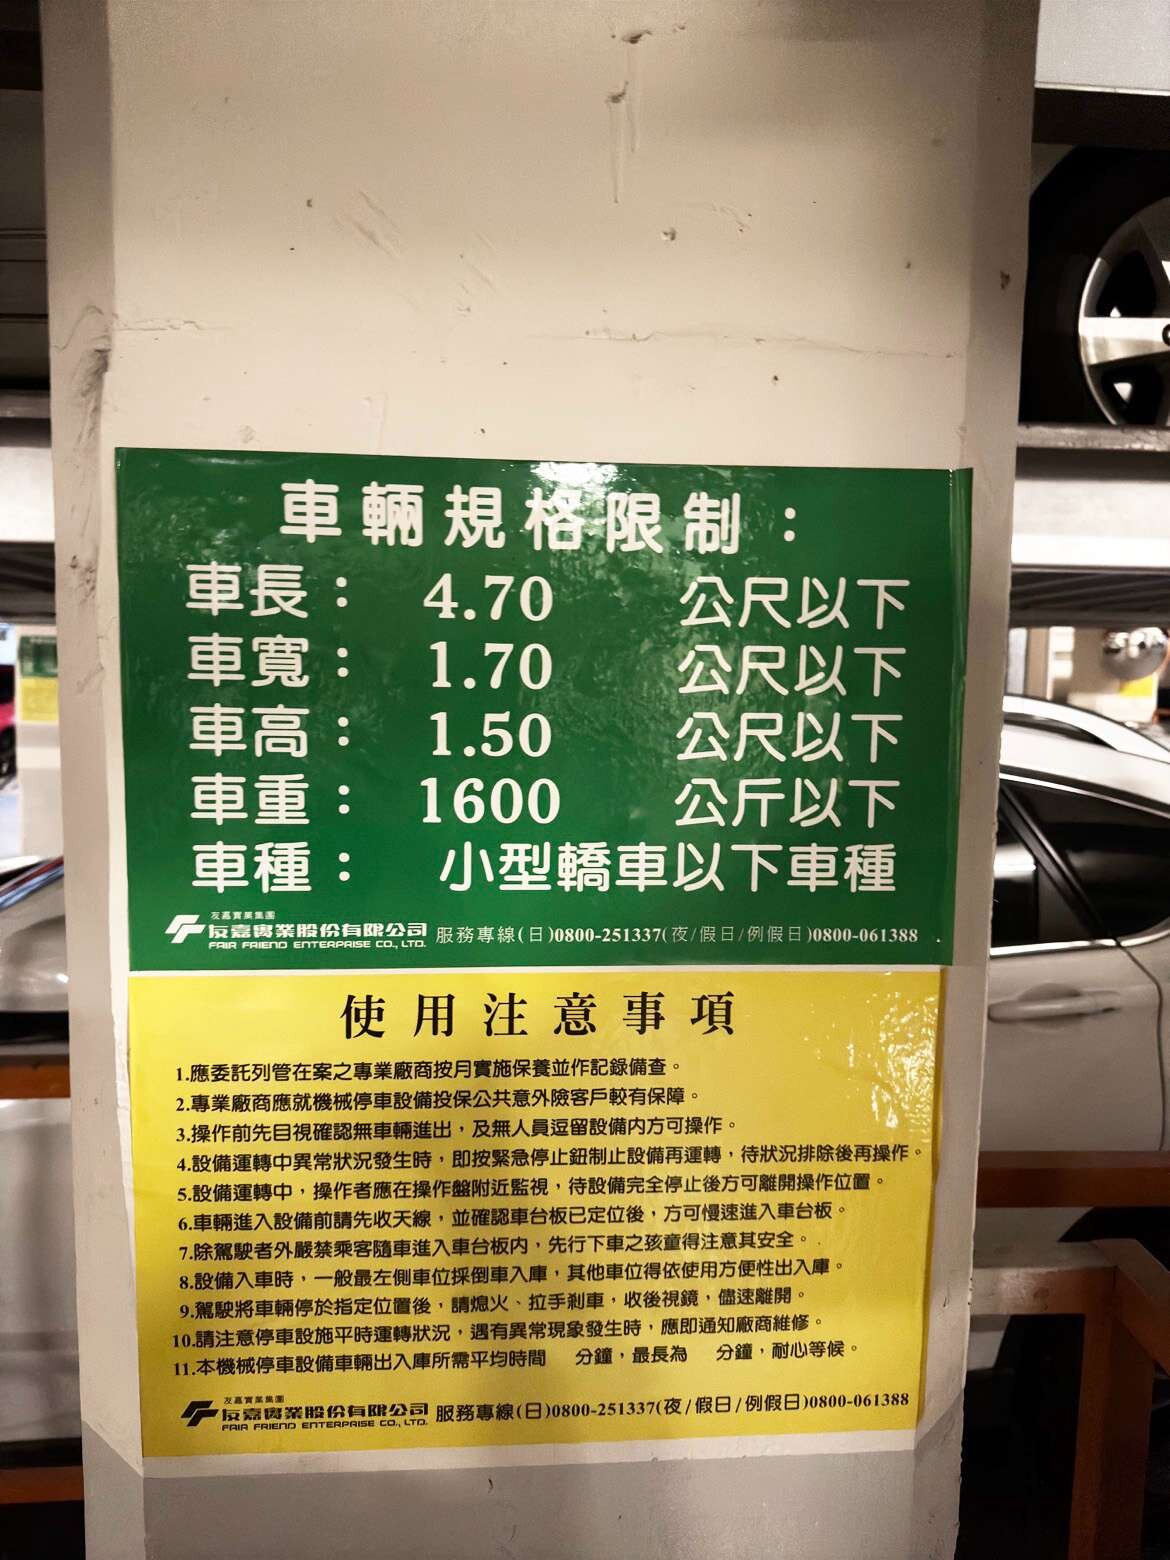 車輛規格限制：
車長： 4.70 公尺以下
車寬： 1.70 公尺以下
車高： 1.50 公尺以下
車重： 1600 公斤以下
車種： 小型轎車以下車種
友嘉實業集團
友嘉實業股份有限公司 服務專線(日)0800-251337(夜/假日/例假日)0800-061388
FAIR FRIEND ENTERPRISE CO., LTD.
使用注意事項
1.應委託列管在案之專業廠商按月實施保養並作記錄備查。
2.專業廠商應就機械停車設備投保公共意外險客戶較有保障。
3.操作前先目視確認無車輛進出，及無人員逗留設備內方可操作。
4.設備運轉中異常狀況發生時，即按緊急停止鈕制止設備再運轉，待狀況排除後再操作。
5.設備運轉中，操作者應在操作盤附近監視，待設備完全停止後方可離開操作位置。
6.車輛進入設備前請先收天線，並確認車台板已定位後，方可慢速進入車台板。
7.除駕駛者外嚴禁乘客隨車進入車台板內，先行下車之孩童得注意其安全。
8.設備入車時，一般最左側車位採倒車入庫，其他車位得依使用方便性出入庫。
9.駕駛將車輛停於指定位置後，請熄火、拉手剎車，收後視鏡，儘速離開。
10.請注意停車設施平時運轉狀況，遇有異常現象發生時，應即通知廠商維修。
11.本機械停車設備車輛出入庫所需平均時間 分鐘，最長為 分鐘，耐心等候。
友嘉實業集團
友嘉實業股份有限公司 服務專線(日)0800-251337(夜/假日/例假日)0800-061388
FAIR FRIEND ENTERPRISE CO., LTD.